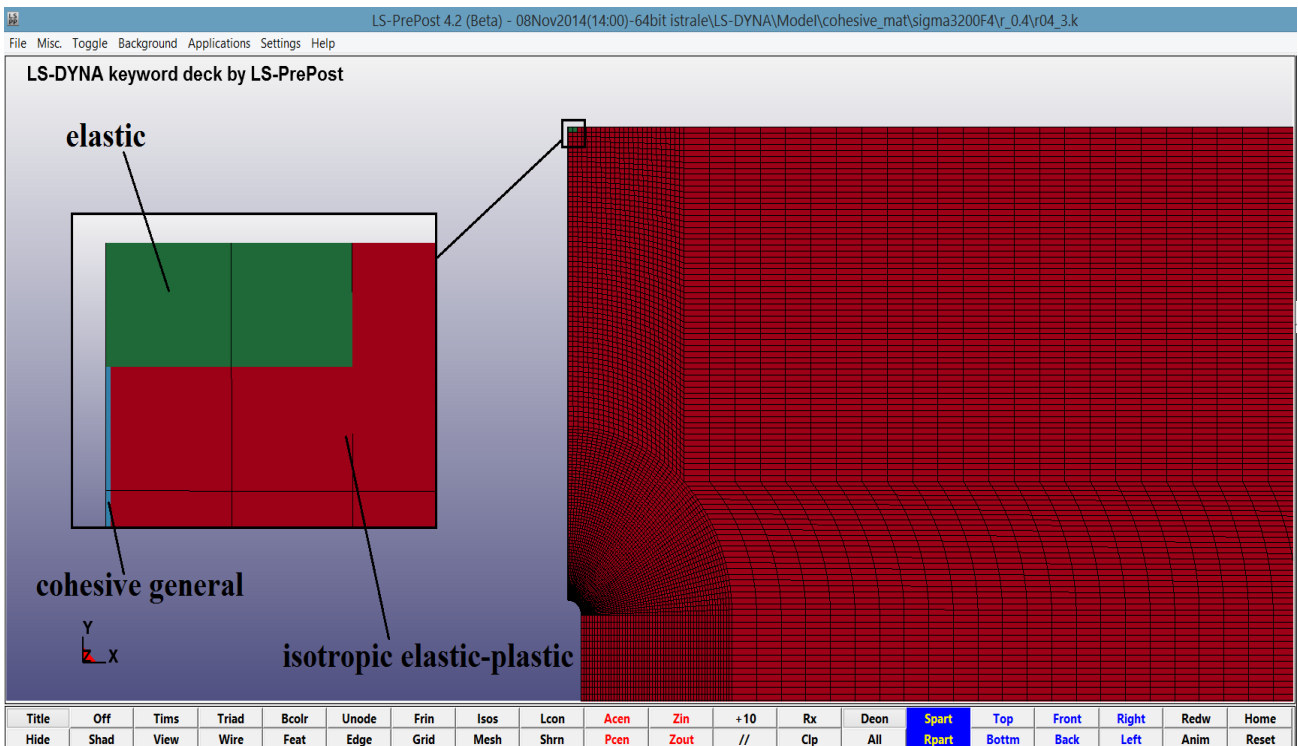 LS-PrePost 4.2 (Beta) - 08Nov2014(14:00)-64bit istrale\LS-DYNA\Model\cohesive_mat\sigma3200F4\r_0.4\r04_3.k
File Misc. Toggle Background Applications Settings Help
LS-DYNA keyword deck by LS-PrePost
elastic
cohesive general
isotropic elastic-plastic
Y
Z X
Title Off Tims Triad Bcolr Unode Frin Isos Lcon Acen Zin +10 Rx Deon Spart Top Front Right Redw Home
Hide Shad View Wire Feat Edge Grid Mesh Shrn Pcen Zout // Clp All Rpart Bottm Back Left Anim Reset